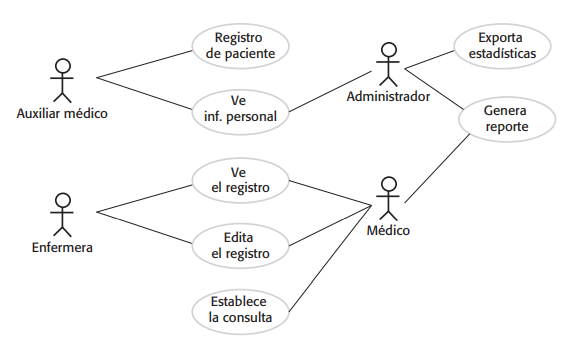 Registro
de paciente
Exporta
estadísticas
Auxiliar médico
Administrador
Ve
inf. personal
Genera
reporte
Ve
el registro
Enfermera
Médico
Edita
el registro
Establece
la consulta